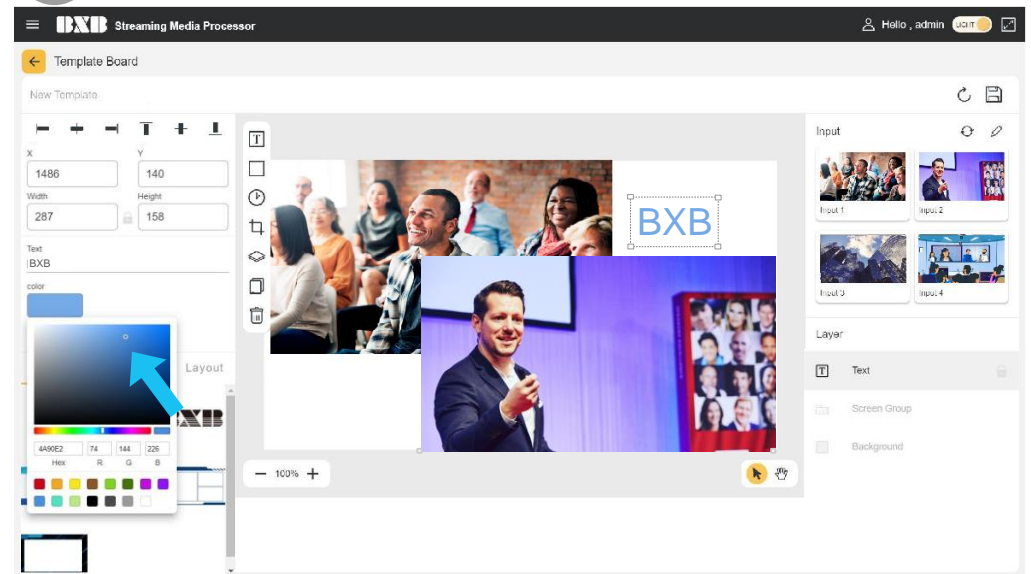 BXB Streaming Media Processor
Hello , admin LIGHT
Template Board
New Template
X Y
1486 140
Width Height
287 158
Text
BXB
color
Layout
BXB
4A90E2 74 144 226
Hex R G B
T
BXB
100%
Input
Input 1 Input 2
Input 3 Input 4
Layer
T Text
Screen Group
Background